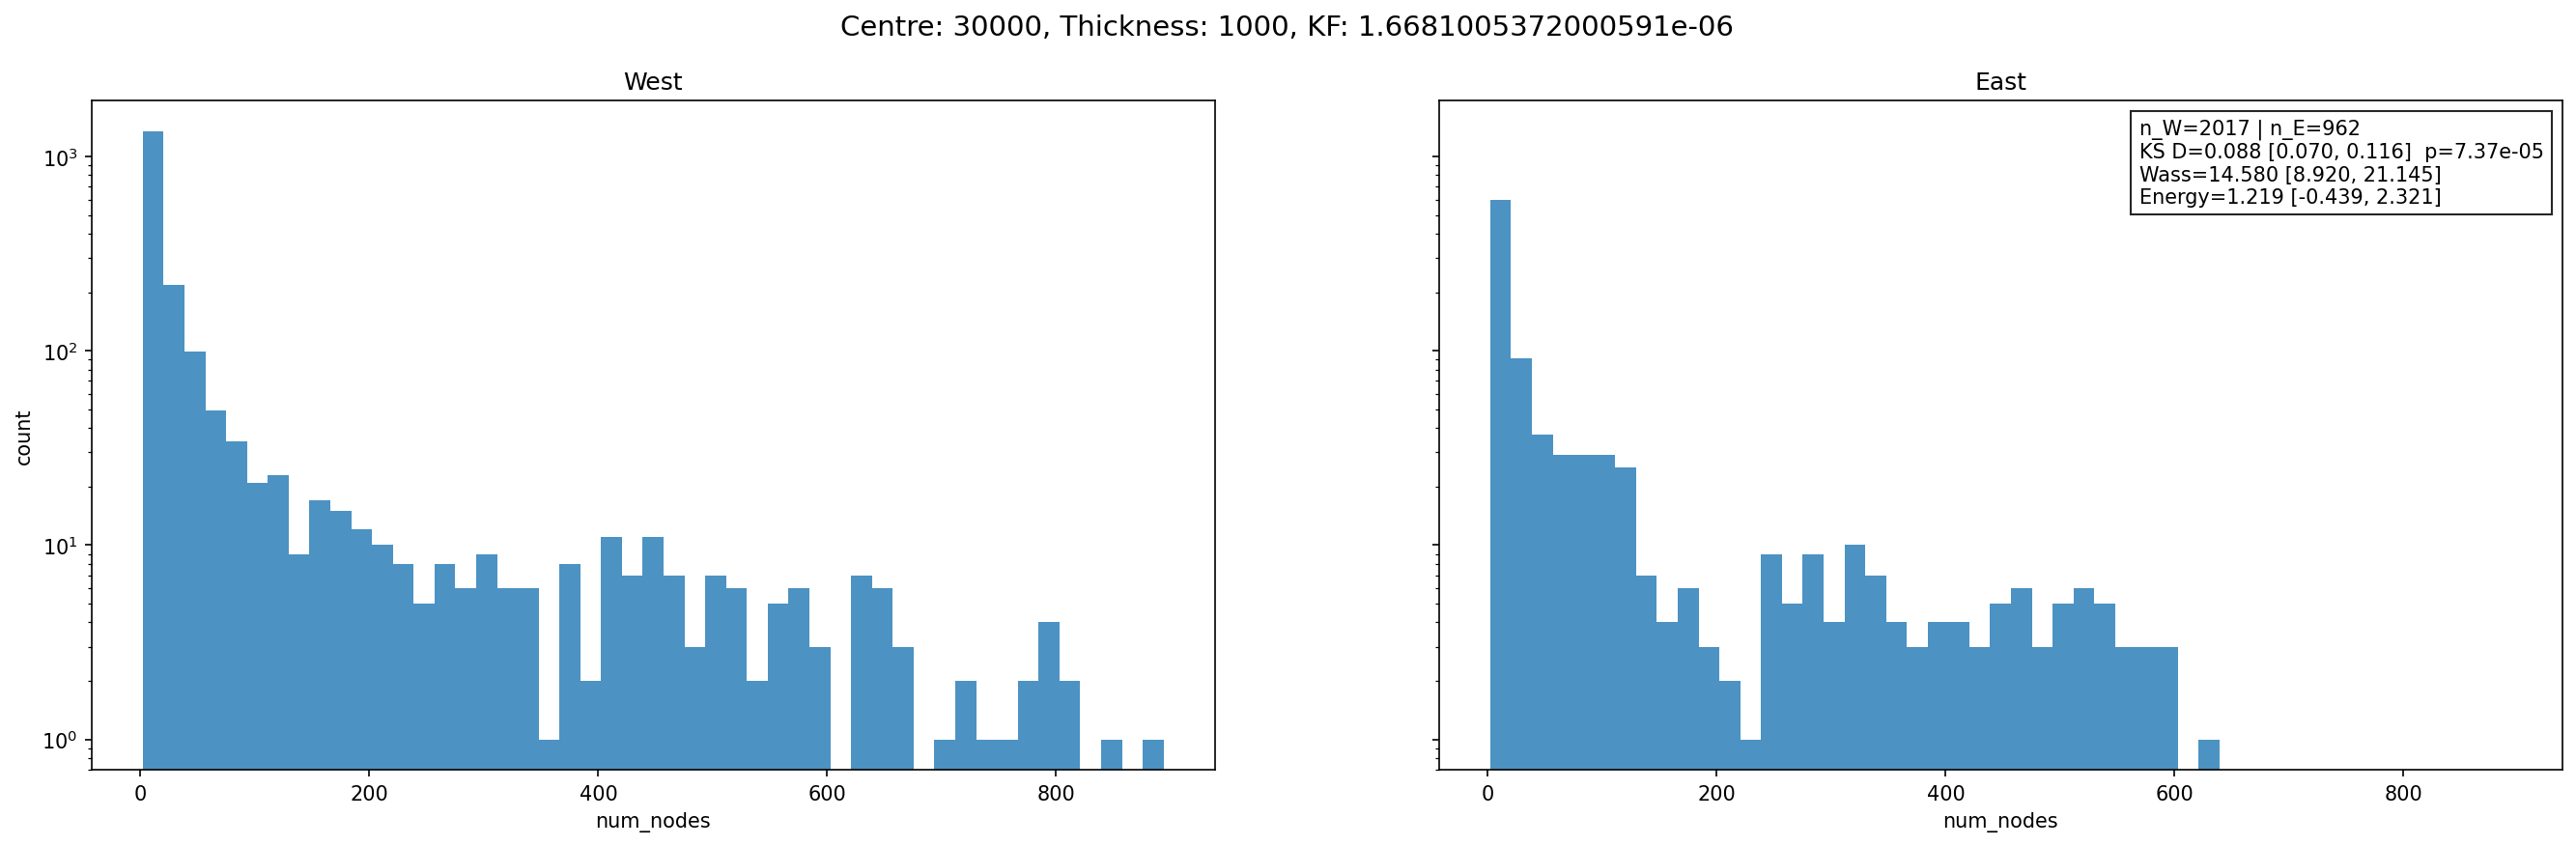 Centre: 30000, Thickness: 1000, KF: 1.6681005372000591e-06
West
count
10³
10²
10¹
10⁰
0 200 400 600 800
num_nodes
East
n_W=2017 | n_E=962
KS D=0.088 [0.070, 0.116]  p=7.37e-05
Wass=14.580 [8.920, 21.145]
Energy=1.219 [-0.439, 2.321]
0 200 400 600 800
num_nodes